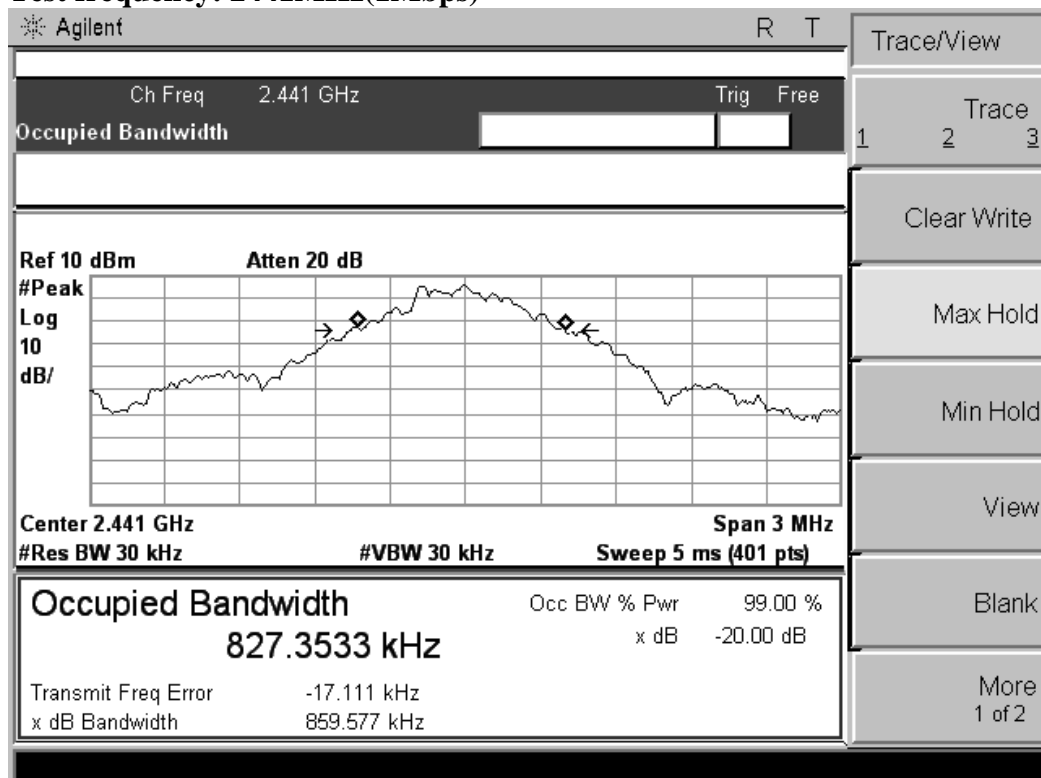 Test frequency: 2441MHz(1Mbps)
Agilent R T
Trace/View
Ch Freq 2.441 GHz Trig Free
Occupied Bandwidth
Trace
1 2 3
Clear Write
Ref 10 dBm Atten 20 dB
#Peak
Log
10
dB/
Max Hold
Min Hold
View
Center 2.441 GHz Span 3 MHz
#Res BW 30 kHz #VBW 30 kHz Sweep 5 ms (401 pts)
Occupied Bandwidth
827.3533 kHz
Occ BW % Pwr 99.00 %
x dB -20.00 dB
Blank
Transmit Freq Error -17.111 kHz
x dB Bandwidth 859.577 kHz
More
1 of 2